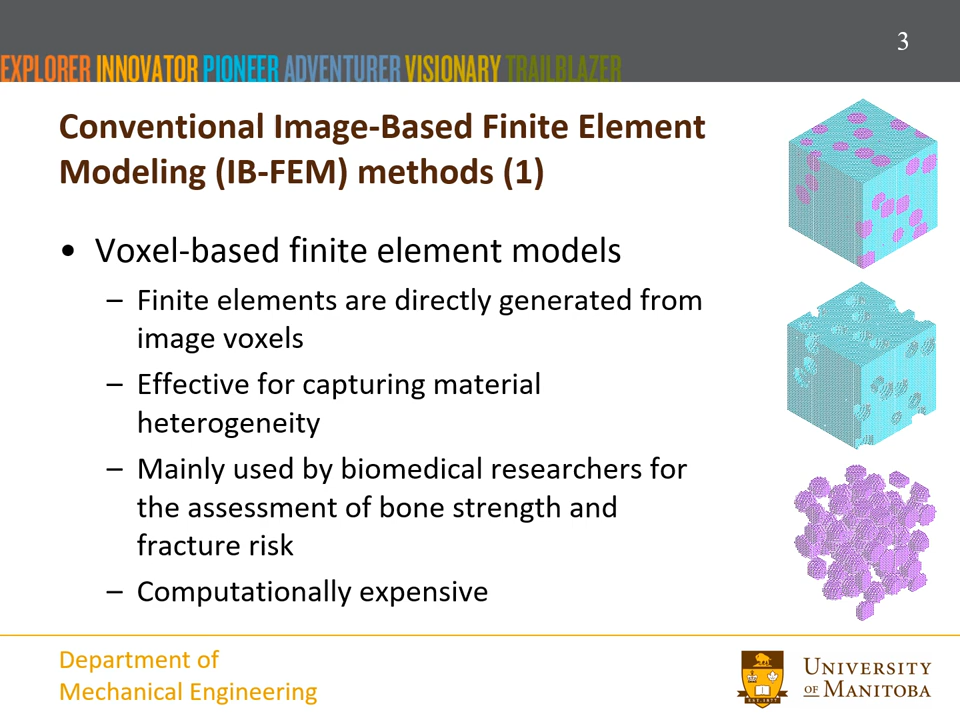 3
EXPLORER INNOVATOR PIONEER ADVENTURER VISIONARY TRAILBLAZER
Conventional Image-Based Finite Element
Modeling (IB-FEM) methods (1)
• Voxel-based finite element models
– Finite elements are directly generated from
image voxels
– Effective for capturing material
heterogeneity
– Mainly used by biomedical researchers for
the assessment of bone strength and
fracture risk
– Computationally expensive
Department of
Mechanical Engineering
UNIVERSITY
OF MANITOBA